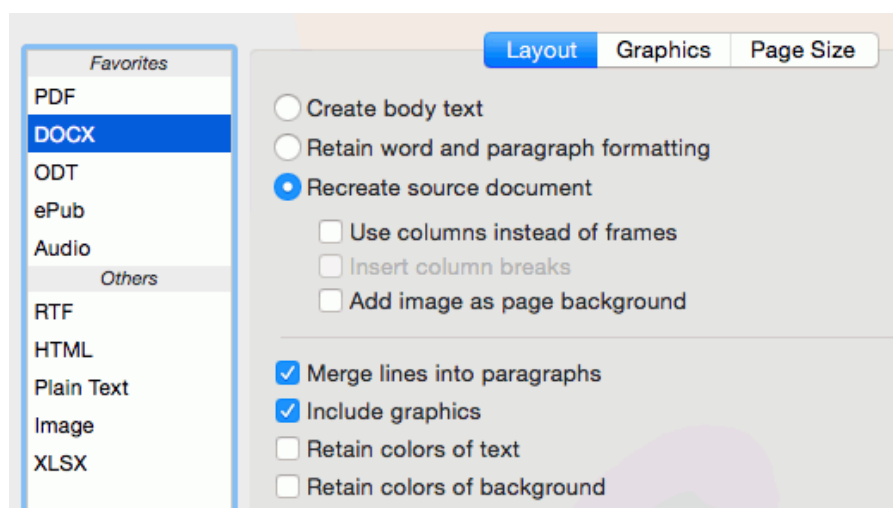 Layout Graphics Page Size
Favorites
PDF
DOCX
ODT
ePub
Audio
Others
RTF
HTML
Plain Text
Image
XLSX
Create body text
Retain word and paragraph formatting
Recreate source document
Use columns instead of frames
Insert column breaks
Add image as page background
Merge lines into paragraphs
Include graphics
Retain colors of text
Retain colors of background